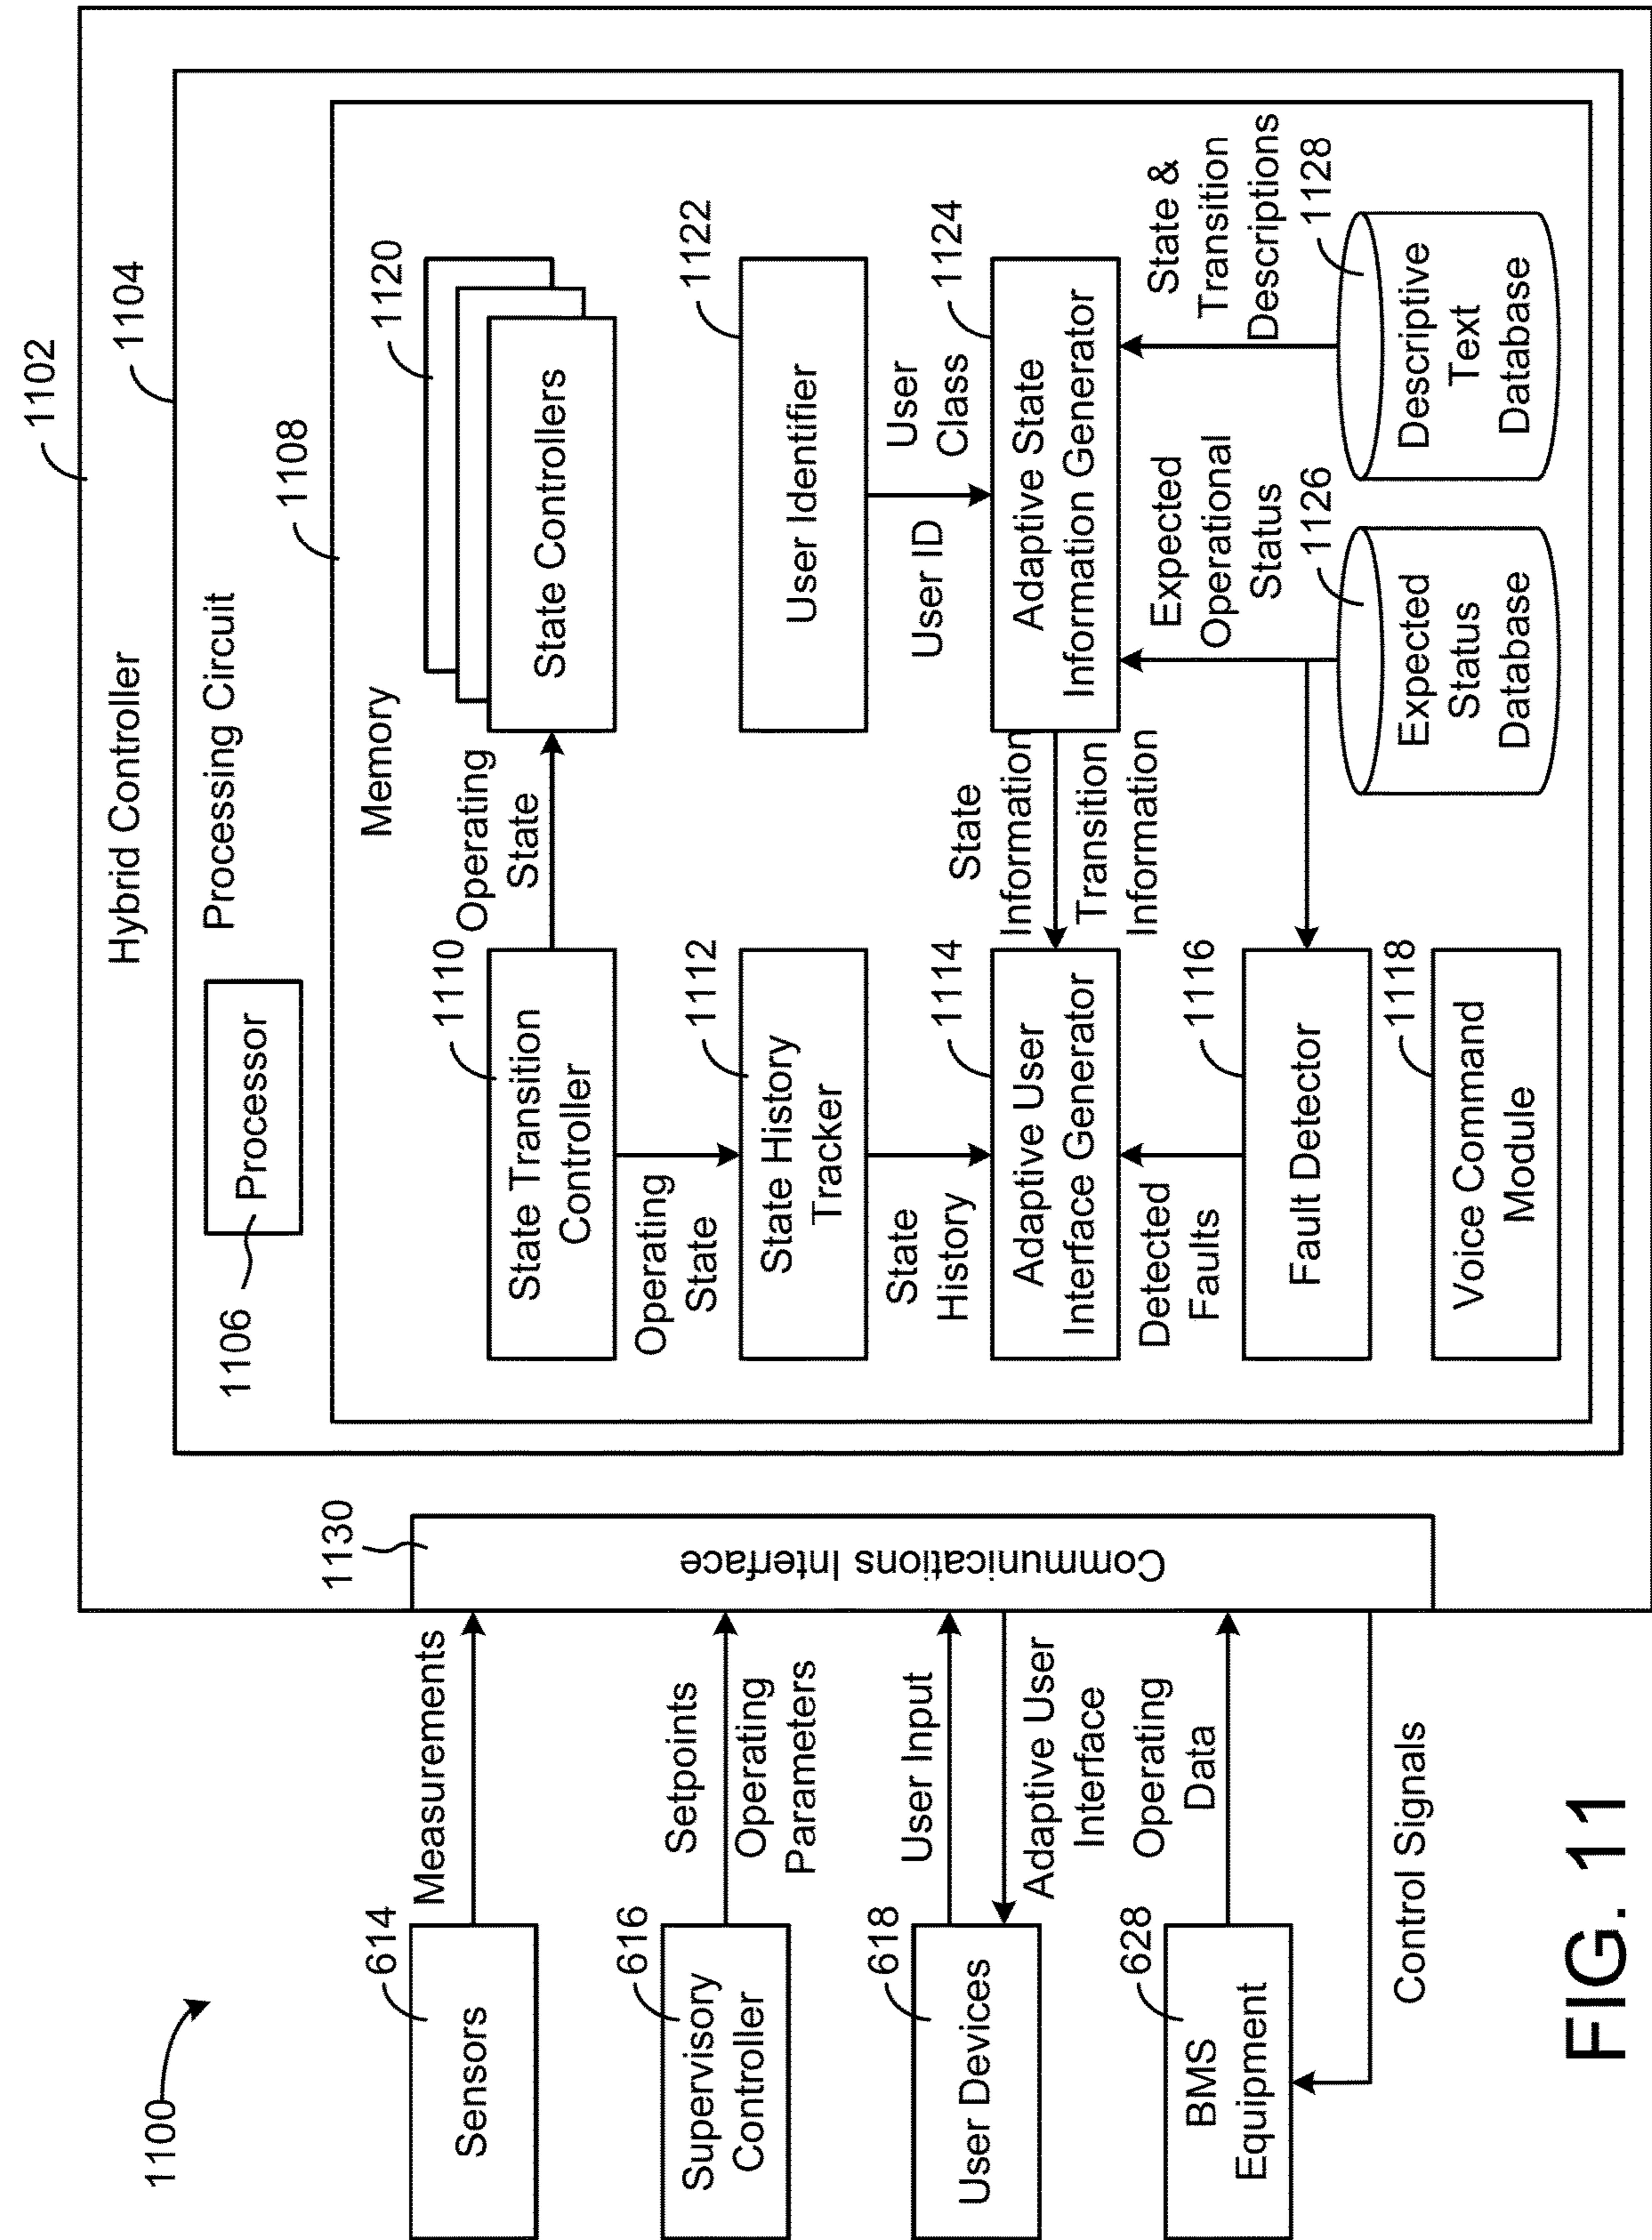 1100
1102
Hybrid Controller
1104
Processing Circuit
1106
Processor
1108
Memory
1110
State Transition
Controller
Operating
State
1120
State Controllers
Operating
State
1112
State History
Tracker
1122
User Identifier
State
History
User ID
User
Class
1114
Adaptive User
Interface Generator
State
Information
Transition
Information
1124
Adaptive State
Information Generator
Detected
Faults
Expected
Operational
Status
State &
Transition
Descriptions
1116
Fault Detector
1126
Expected
Status
Database
1128
Descriptive
Text
Database
1118
Voice Command
Module
1130
Communications Interface
614
Sensors
Measurements
616
Supervisory
Controller
Setpoints
Operating
Parameters
618
User Devices
User Input
Adaptive User
Interface
628
BMS
Equipment
Operating
Data
Control Signals
FIG. 11